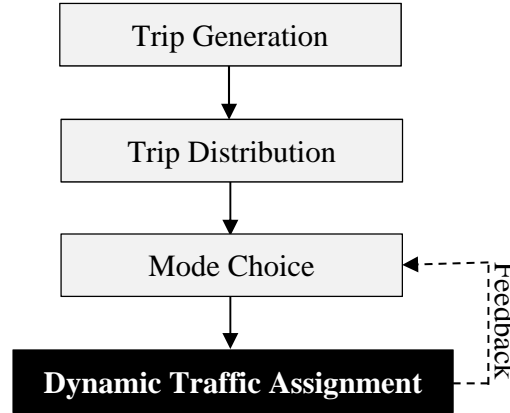 Trip Generation
Trip Distribution
Mode Choice
Feedback
Dynamic Traffic Assignment